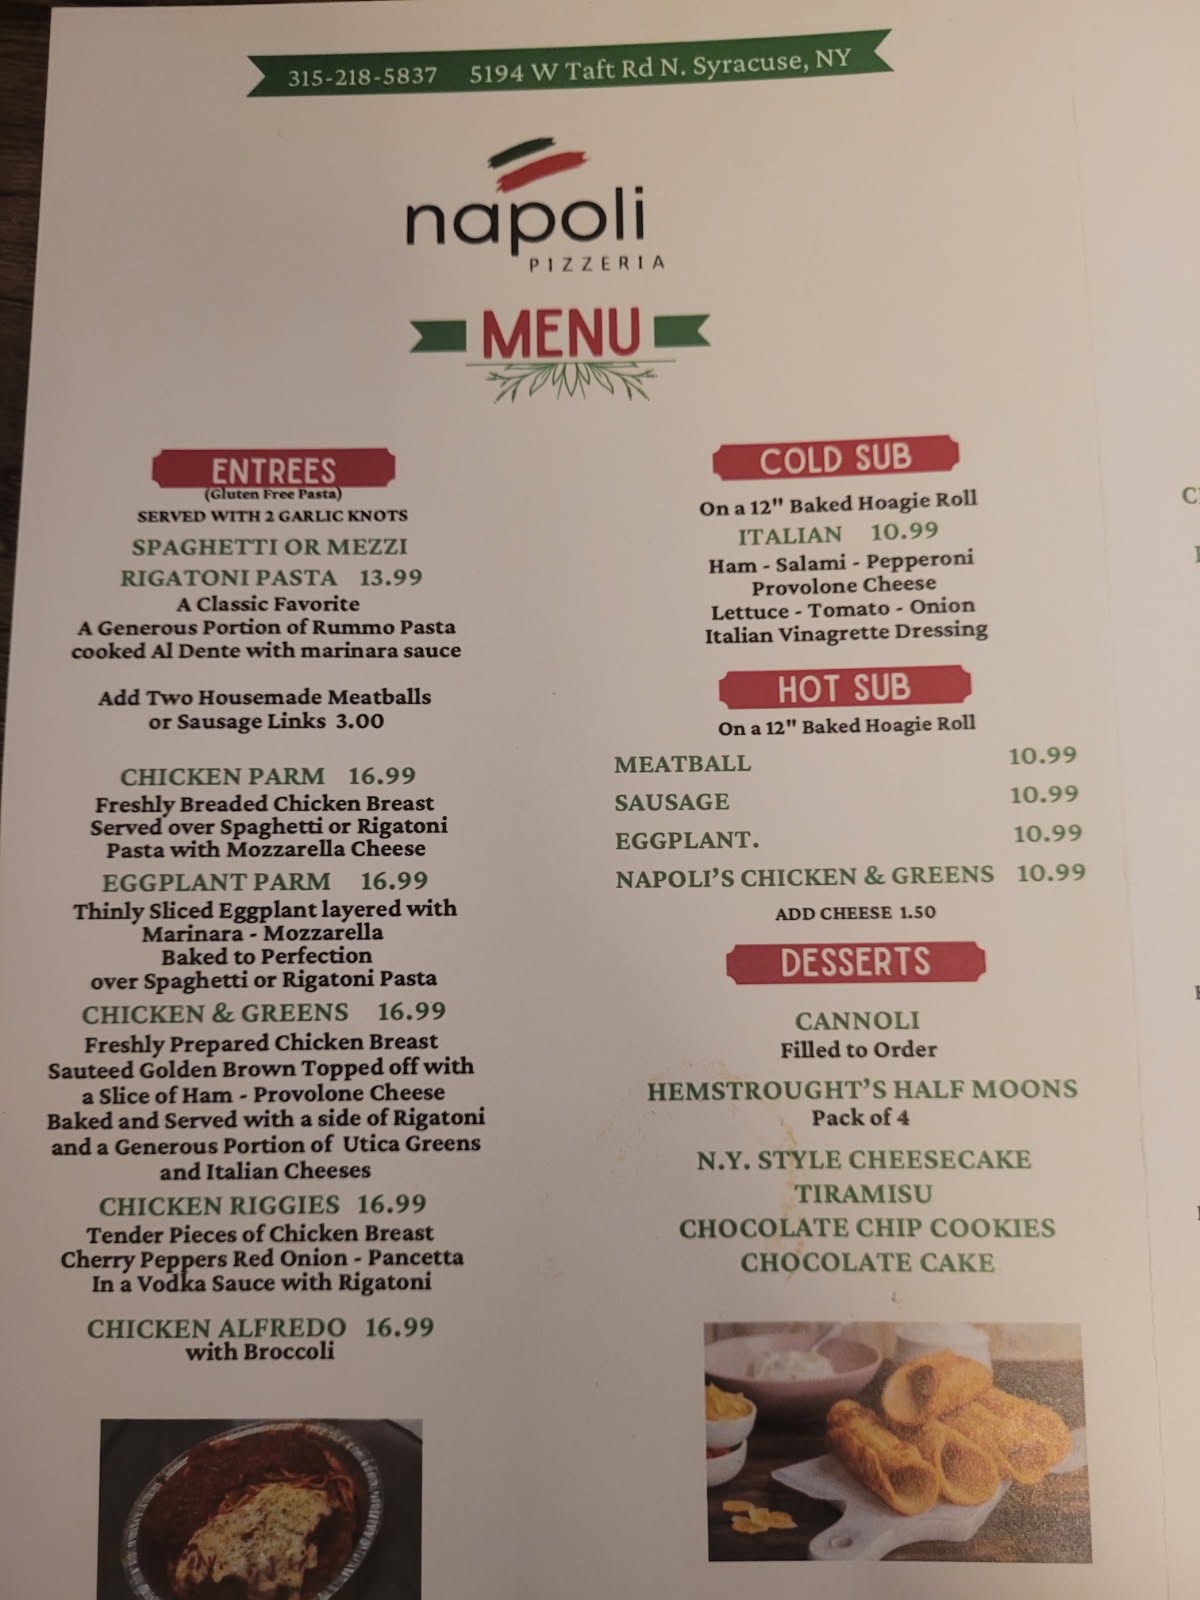 315-218-5837 5194 W Taft Rd N. Syracuse, NY
napoli
PIZZERIA
MENU
ENTREES
(Gluten Free Pasta)
SERVED WITH 2 GARLIC KNOTS
SPAGHETTI OR MEZZI
RIGATONI PASTA 13.99
A Classic Favorite
A Generous Portion of Rummo Pasta
cooked Al Dente with marinara sauce
Add Two Housemade Meatballs
or Sausage Links 3.00
CHICKEN PARM 16.99
Freshly Breaded Chicken Breast
Served over Spaghetti or Rigatoni
Pasta with Mozzarella Cheese
EGGPLANT PARM 16.99
Thinly Sliced Eggplant layered with
Marinara - Mozzarella
Baked to Perfection
over Spaghetti or Rigatoni Pasta
CHICKEN & GREENS 16.99
Freshly Prepared Chicken Breast
Sauteed Golden Brown Topped off with
a Slice of Ham - Provolone Cheese
Baked and Served with a side of Rigatoni
and a Generous Portion of Utica Greens
and Italian Cheeses
CHICKEN RIGGIES 16.99
Tender Pieces of Chicken Breast
Cherry Peppers Red Onion - Pancetta
In a Vodka Sauce with Rigatoni
CHICKEN ALFREDO 16.99
with Broccoli
COLD SUB
On a 12" Baked Hoagie Roll
ITALIAN 10.99
Ham - Salami - Pepperoni
Provolone Cheese
Lettuce - Tomato - Onion
Italian Vinagrette Dressing
HOT SUB
On a 12" Baked Hoagie Roll
MEATBALL 10.99
SAUSAGE 10.99
EGGPLANT. 10.99
NAPOLI'S CHICKEN & GREENS 10.99
ADD CHEESE 1.50
DESSERTS
CANNOLI
Filled to Order
HEMSTROUGHT'S HALF MOONS
Pack of 4
N.Y. STYLE CHEESECAKE
TIRAMISU
CHOCOLATE CHIP COOKIES
CHOCOLATE CAKE